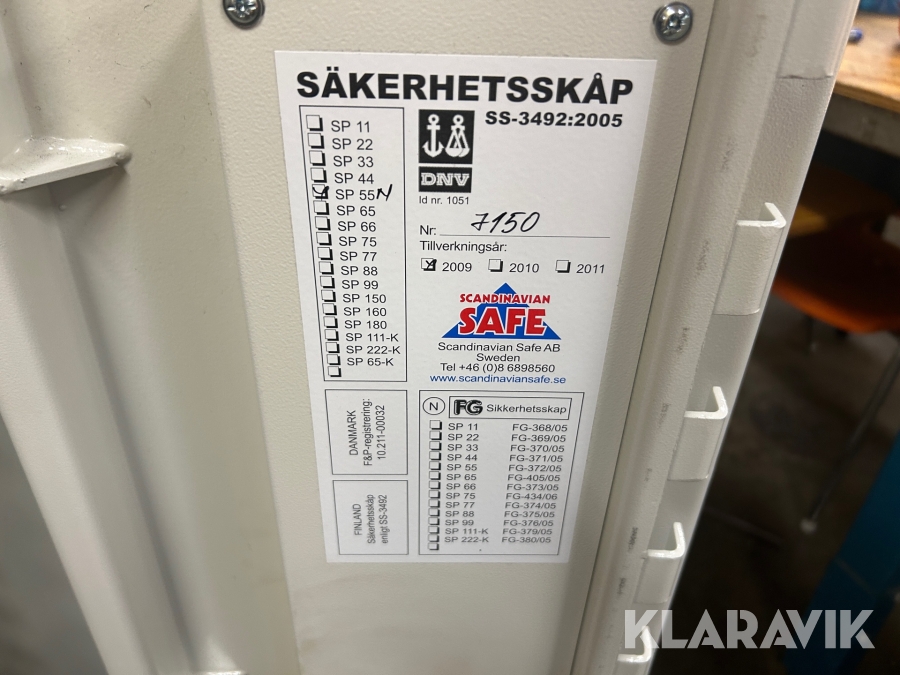 SÄKERHETSSKÅP
SS-3492:2005
SP 11
SP 22
SP 33
SP 44
SP 55N
SP 65
SP 66
SP 75
SP 77
SP 88
SP 99
SP 150
SP 160
SP 180
SP 111-K
SP 222-K
SP 65-K
DNV
Id nr. 1051
Nr: 7150
Tillverkningsår:
2009 2010 2011
SCANDINAVIAN
SAFE
Scandinavian Safe AB
Sweden
Tel +46 (0)8 6898560
www.scandinaviansafe.se
DANMARK
F&P-registrering:
10.211-00032
FINLAND
Säkerhetsskåp
enligt SS-3492
N FG Sikkerhetsskap
SP 11 FG-368/05
SP 22 FG-369/05
SP 33 FG-370/05
SP 44 FG-371/05
SP 55 FG-372/05
SP 65 FG-405/05
SP 66 FG-373/05
SP 75 FG-434/06
SP 77 FG-374/05
SP 88 FG-375/05
SP 99 FG-376/05
SP 111-K FG-379/05
SP 222-K FG-380/05
KLARAVIK